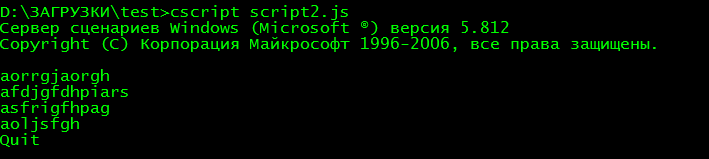 D:\ЗАГРУЗКИ\test>cscript script2.js
Сервер сценариев Windows (Microsoft ®) версия 5.812
Copyright (C) Корпорация Майкрософт 1996-2006, все права защищены.
aorrgjaorgh
afdjgfdhpiars
asfrigfhpag
aoljsfgh
Quit